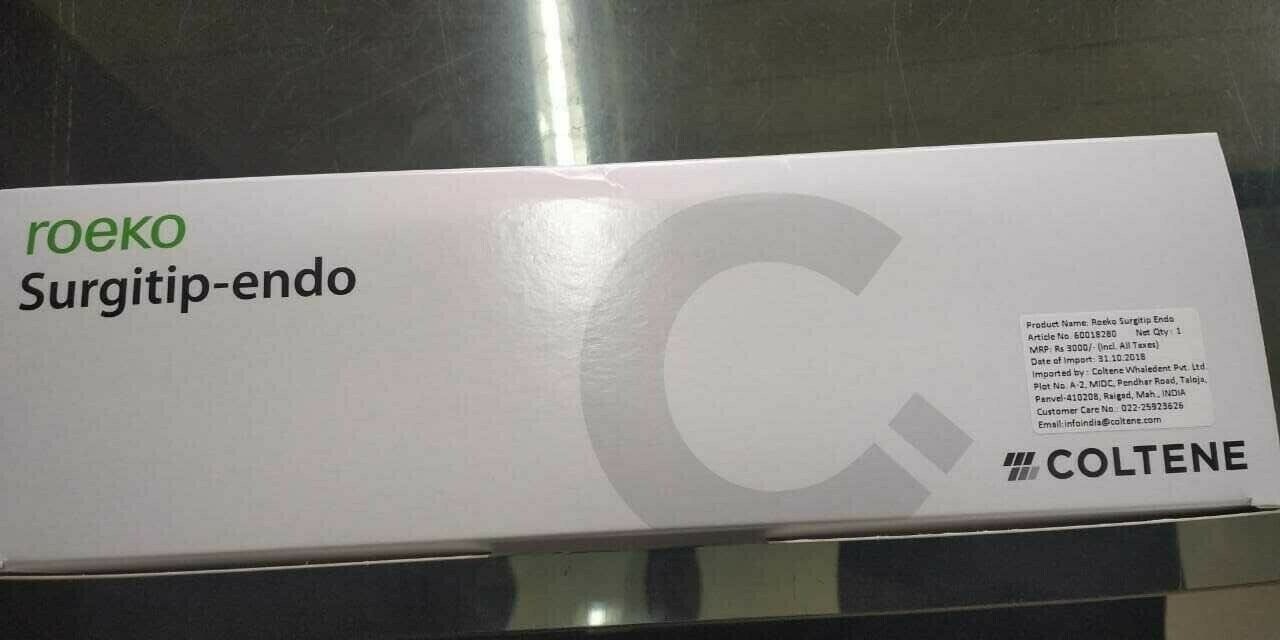 roeko
Surgitip-endo
Product Name: Roeko Surgitip Endo
Article No. 60018280 Net Qty : 1
MRP: Rs 3000/- (Incl. All Taxes)
Date of Import: 31.10.2018
Imported by : Coltene Whaledent Pvt. Ltd.
Plot No. A-2, MIDC, Pendhar Road, Taloja,
Panvel-410208, Raigad, Mah., INDIA
Customer Care No.: 022-25923626
Email:infoindia@coltene.com
COLTENE